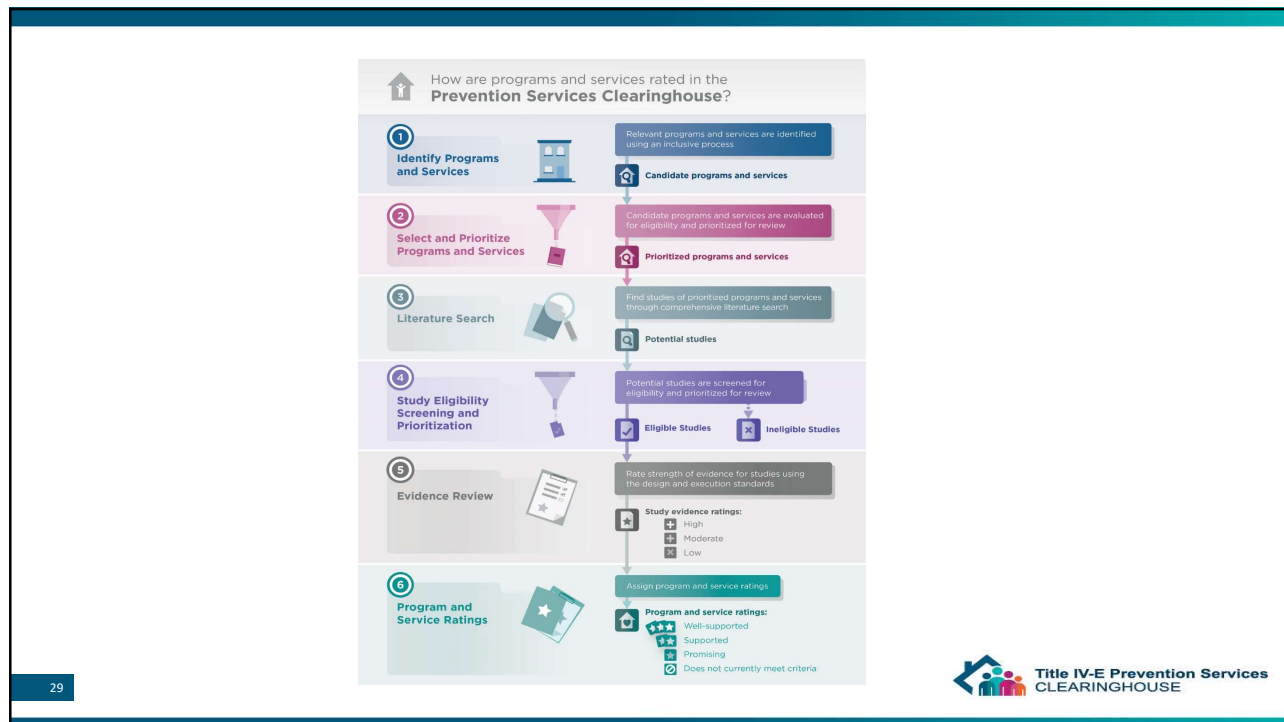 How are programs and services rated in the
Prevention Services Clearinghouse?
1
Identify Programs
and Services
Relevant programs and services are identified
using an inclusive process
Candidate programs and services
2
Select and Prioritize
Programs and Services
Candidate programs and services are evaluated
for eligibility and prioritized for review
Prioritized programs and services
3
Literature Search
Find studies of prioritized programs and services
through comprehensive literature search
Potential studies
4
Study Eligibility
Screening and
Prioritization
Potential studies are screened for
eligibility and prioritized for review
Eligible Studies
Ineligible Studies
5
Evidence Review
Rate strength of evidence for studies using
the design and execution standards
Study evidence ratings:
High
Moderate
Low
6
Program and
Service Ratings
Assign program and service ratings
Program and service ratings:
Well-supported
Supported
Promising
Does not currently meet criteria
29
Title IV-E Prevention Services
CLEARINGHOUSE